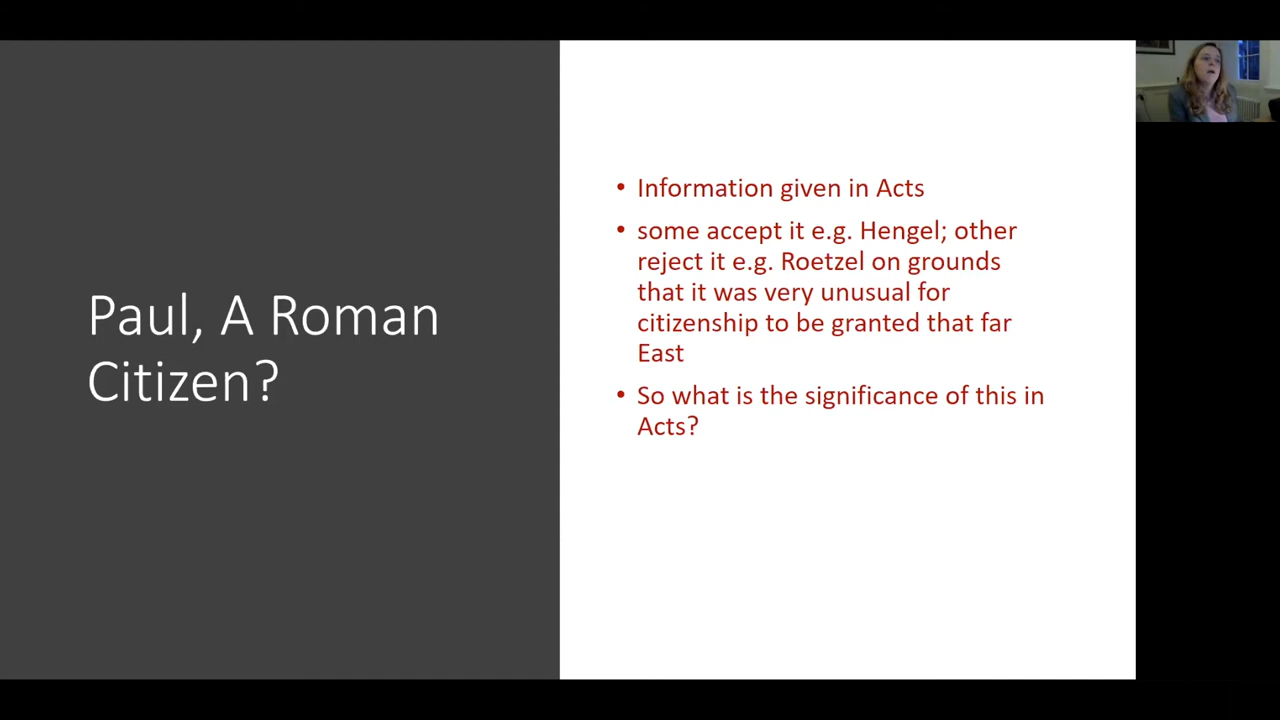 Paul, A Roman
Citizen?
• Information given in Acts
• some accept it e.g. Hengel; other
reject it e.g. Roetzel on grounds
that it was very unusual for
citizenship to be granted that far
East
• So what is the significance of this in
Acts?